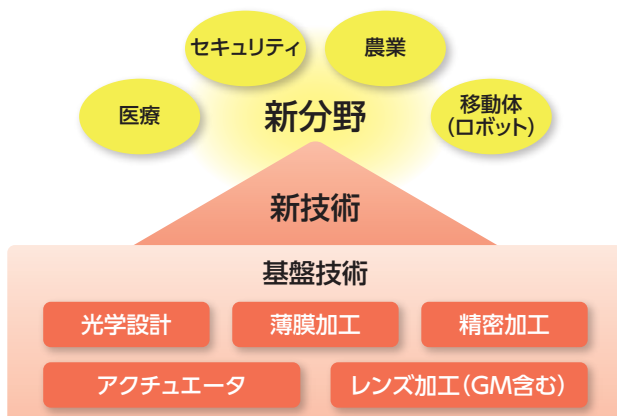 セキュリティ
農業
医療
新分野
移動体
(ロボット)
新技術
基盤技術
光学設計
薄膜加工
精密加工
アクチュエータ
レンズ加工(GM含む)